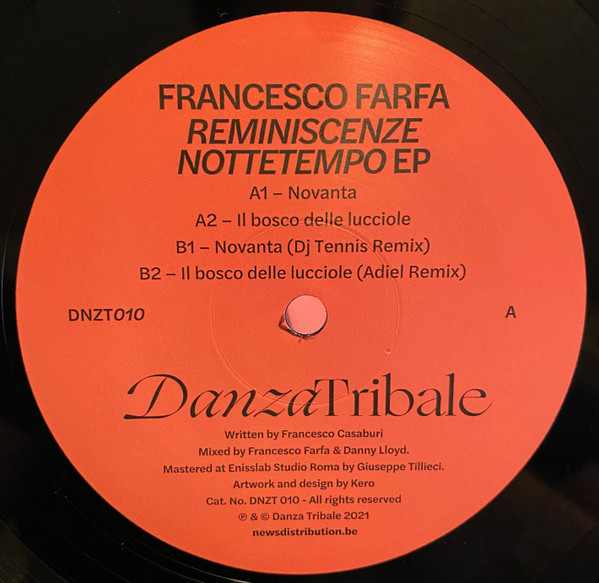 FRANCESCO FARFA
REMINISCENZE
NOTTETEMPO EP
A1 – Novanta
A2 – Il bosco delle lucciole
B1 – Novanta (Dj Tennis Remix)
B2 – Il bosco delle lucciole (Adiel Remix)
DNZT010
A
DanzaTribale
Written by Francesco Casaburi
Mixed by Francesco Farfa & Danny Lloyd.
Mastered at Enisslab Studio Roma by Giuseppe Tillieci.
Artwork and design by Kero
Cat. No. DNZT 010 - All rights reserved
℗ & © Danza Tribale 2021
newsdistribution.be